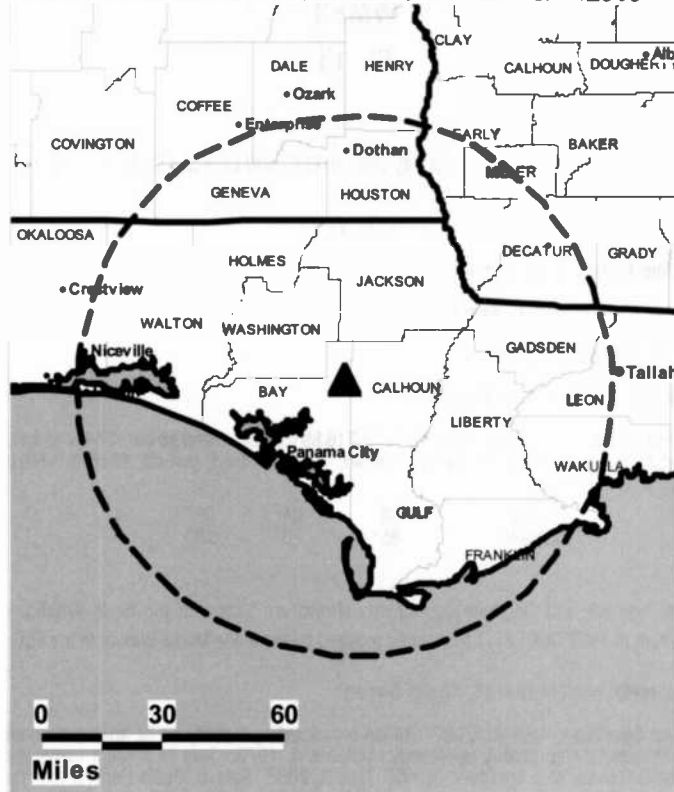 CLAY
Alb
DALE
HENRY
CALHOUN
DOUGHERTY
Ozark
COFFEE
Enterprise
EARLY
COVINGTON
Dothan
BAKER
MILLER
GENEVA
HOUSTON
OKALOOSA
DECATUR
GRADY
HOLMES
JACKSON
Crestview
WALTON
WASHINGTON
Niceville
GADSDEN
Tallah
BAY
CALHOUN
LEON
LIBERTY
Panama City
WAKULLA
GULF
FRANKLIN
0 30 60
Miles